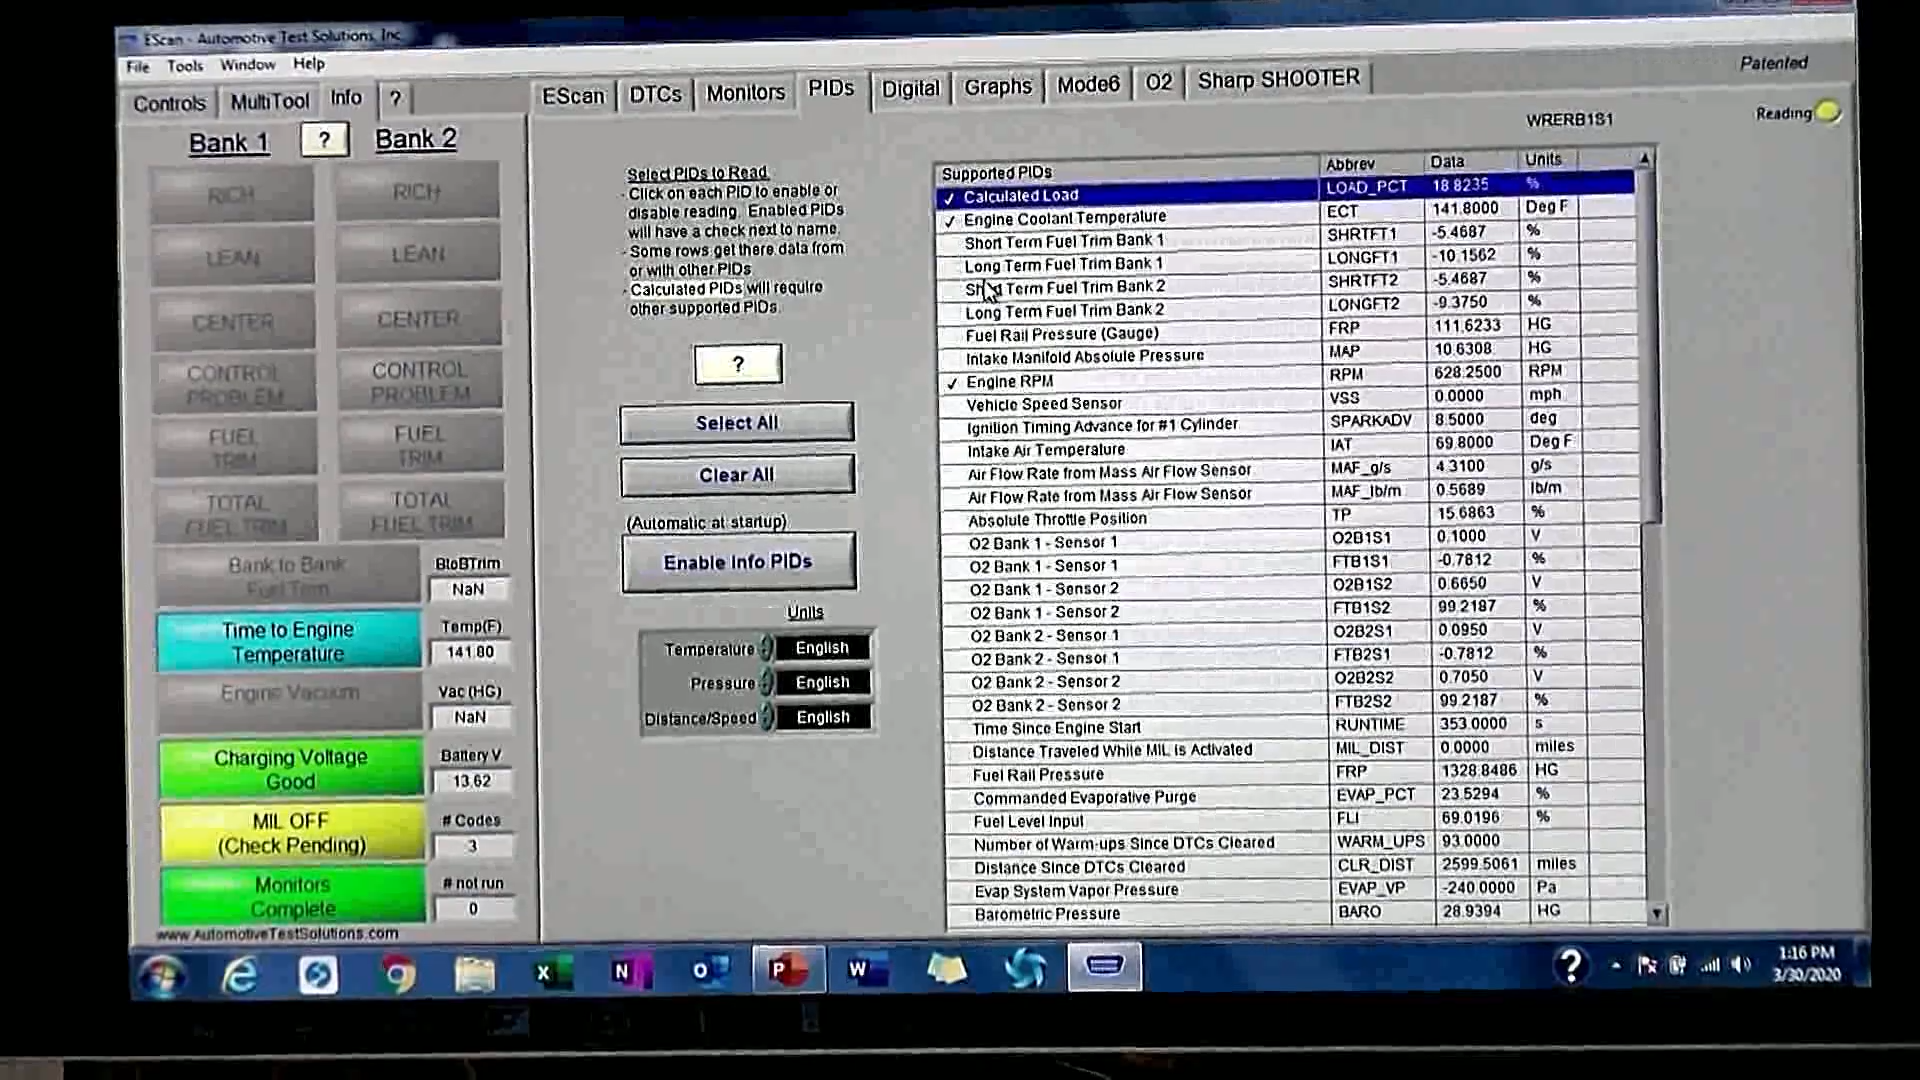 EScan - Automotive Test Solutions, Inc.
File Tools Window Help
Patented
Controls MultiTool Info ?
EScan DTCs Monitors PIDs Digital Graphs Mode6 O2 Sharp SHOOTER
WRERB1S1
Reading
Bank 1 ? Bank 2
RICH RICH
LEAN LEAN
CENTER CENTER
CONTROL PROBLEM CONTROL PROBLEM
FUEL TRIM FUEL TRIM
TOTAL FUEL TRIM TOTAL FUEL TRIM
Bank to Bank Fuel Trim BtoBTrim NaN
Time to Engine Temperature Temp(F) 141.80
Engine Vacuum Vac (HG) NaN
Charging Voltage Good Battery V 13.62
MIL OFF (Check Pending) # Codes 3
Monitors Complete # not run 0
www.AutomotiveTestSolutions.com
Select PIDs to Read
- Click on each PID to enable or
disable reading. Enabled PIDs
will have a check next to name.
- Some rows get there data from
or with other PIDs
- Calculated PIDs will require
other supported PIDs.
?
Select All
Clear All
(Automatic at startup)
Enable Info PIDs
Units
Temperature English
Pressure English
Distance/Speed English
Supported PIDs Abbrev Data Units
✓ Calculated Load LOAD_PCT 18.8235 %
✓ Engine Coolant Temperature ECT 141.8000 Deg F
Short Term Fuel Trim Bank 1 SHRTFT1 -5.4687 %
Long Term Fuel Trim Bank 1 LONGFT1 -10.1562 %
Short Term Fuel Trim Bank 2 SHRTFT2 -5.4687 %
Long Term Fuel Trim Bank 2 LONGFT2 -9.3750 %
Fuel Rail Pressure (Gauge) FRP 111.6233 HG
Intake Manifold Absolute Pressure MAP 10.6308 HG
✓ Engine RPM RPM 628.2500 RPM
Vehicle Speed Sensor VSS 0.0000 mph
Ignition Timing Advance for #1 Cylinder SPARKADV 8.5000 deg
Intake Air Temperature IAT 69.8000 Deg F
Air Flow Rate from Mass Air Flow Sensor MAF_g/s 4.3100 g/s
Air Flow Rate from Mass Air Flow Sensor MAF_lb/m 0.5689 lb/m
Absolute Throttle Position TP 15.6863 %
O2 Bank 1 - Sensor 1 O2B1S1 0.1000 V
O2 Bank 1 - Sensor 1 FTB1S1 -0.7812 %
O2 Bank 1 - Sensor 2 O2B1S2 0.6650 V
O2 Bank 1 - Sensor 2 FTB1S2 99.2187 %
O2 Bank 2 - Sensor 1 O2B2S1 0.0950 V
O2 Bank 2 - Sensor 1 FTB2S1 -0.7812 %
O2 Bank 2 - Sensor 2 O2B2S2 0.7050 V
O2 Bank 2 - Sensor 2 FTB2S2 99.2187 %
Time Since Engine Start RUNTIME 353.0000 s
Distance Traveled While MIL is Activated MIL_DIST 0.0000 miles
Fuel Rail Pressure FRP 1328.8486 HG
Commanded Evaporative Purge EVAP_PCT 23.5294 %
Fuel Level Input FLI 69.0196 %
Number of Warm-ups Since DTCs Cleared WARM_UPS 93.0000
Distance Since DTCs Cleared CLR_DIST 2599.5061 miles
Evap System Vapor Pressure EVAP_VP -240.0000 Pa
Barometric Pressure BARO 28.9394 HG
1:16 PM
3/30/2020